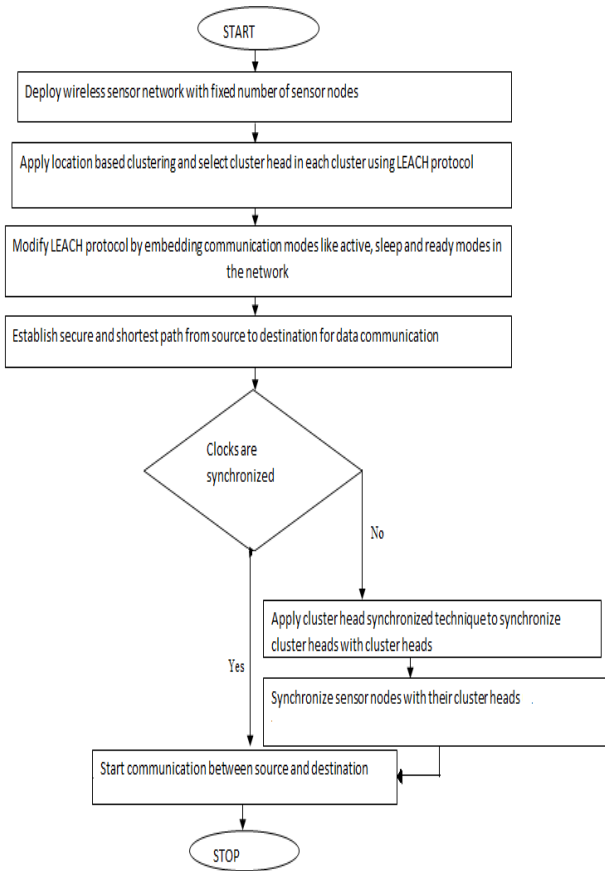 START
Deploy wireless sensor network with fixed number of sensor nodes
Apply location based clustering and select cluster head in each cluster using LEACH protocol
Modify LEACH protocol by embedding communication modes like active, sleep and ready modes in
the network
Establish secure and shortest path from source to destination for data communication
Clocks are
synchronized
No
Apply cluster head synchronized technique to synchronize
cluster heads with cluster heads
Yes
Synchronize sensor nodes with their cluster heads .
Start communication between source and destination
STOP